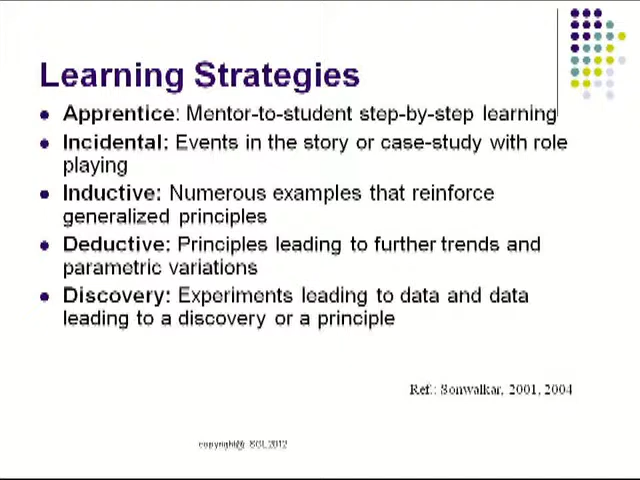 Learning Strategies
Apprentice: Mentor-to-student step-by-step learning
Incidental: Events in the story or case-study with role
playing
Inductive: Numerous examples that reinforce
generalized principles
Deductive: Principles leading to further trends and
parametric variations
Discovery: Experiments leading to data and data
leading to a discovery or a principle
Ref.: Sonwalkar, 2001, 2004
copyright@ 2012